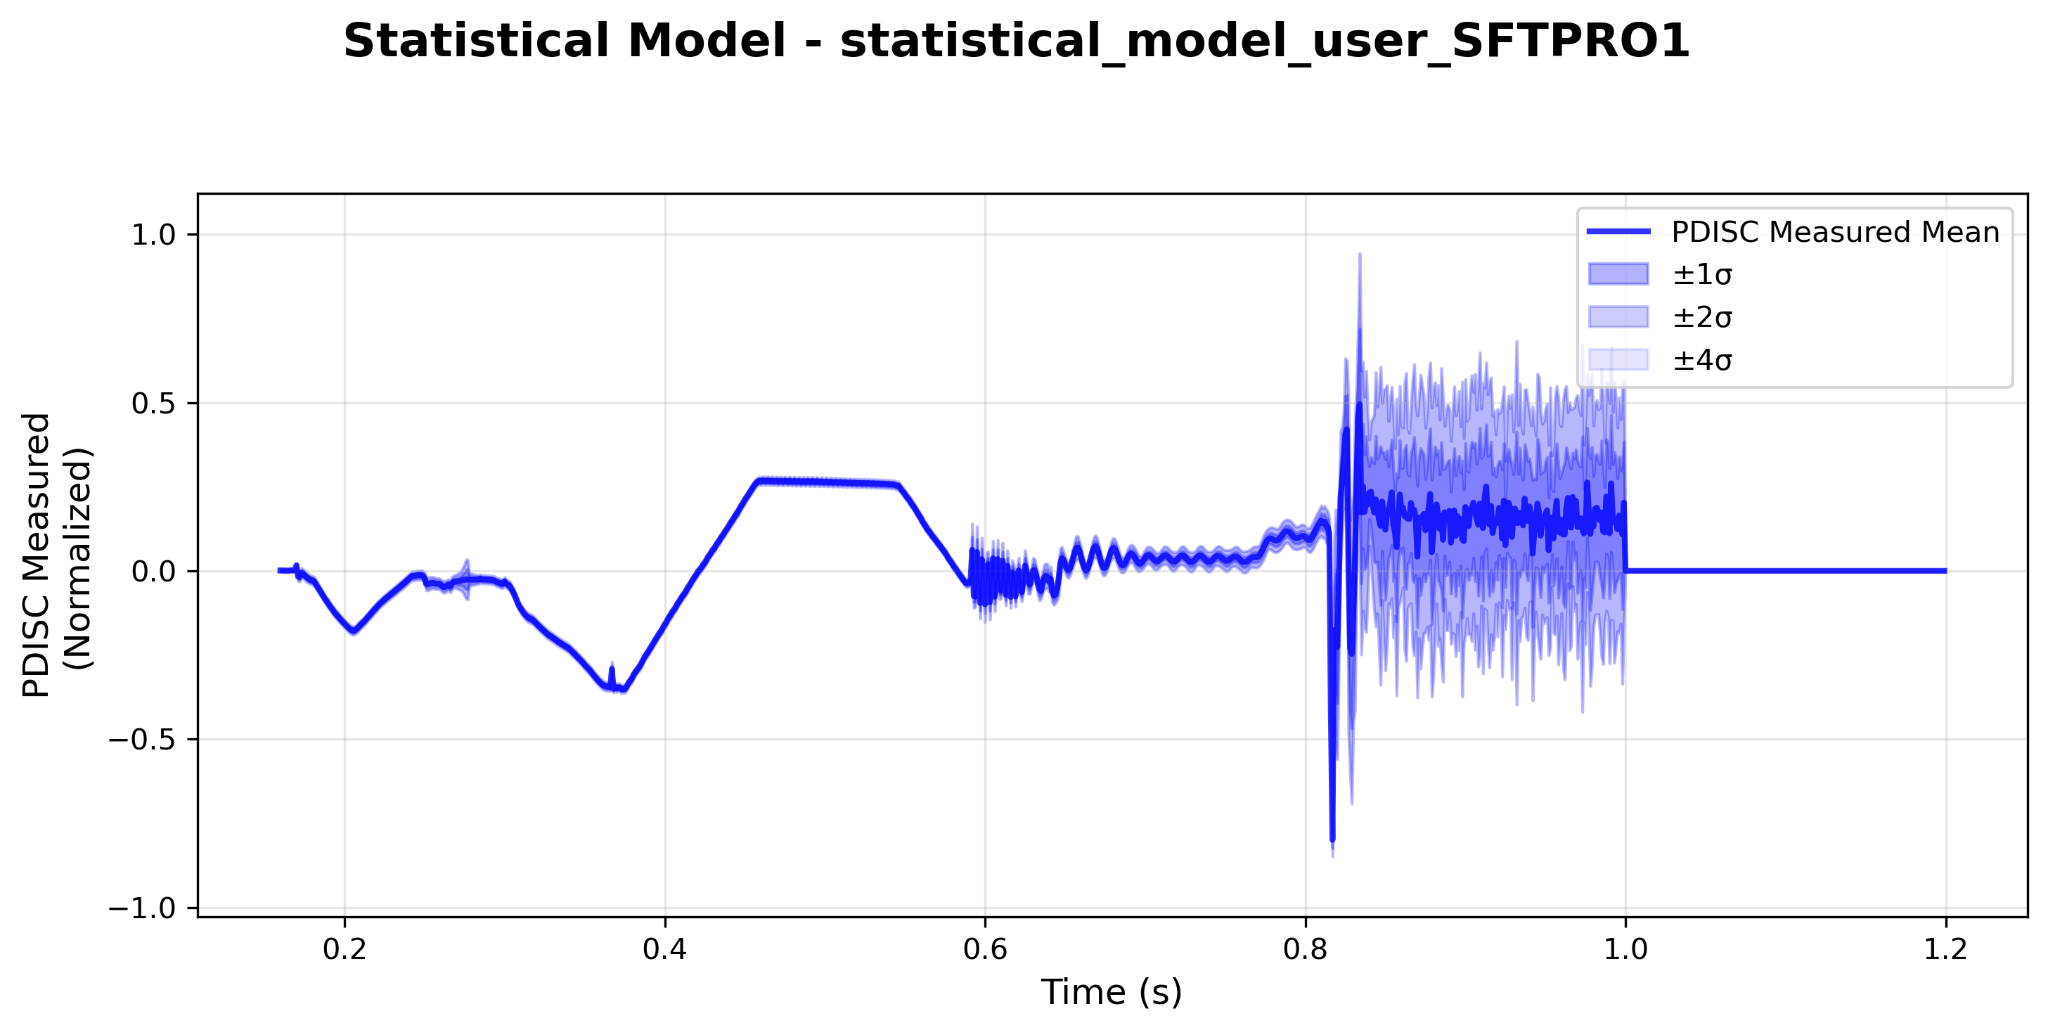 Statistical Model - statistical_model_user_SFTPRO1
PDISC Measured Mean
±1σ
±2σ
±4σ
1.0
0.5
0.0
−0.5
−1.0
PDISC Measured
(Normalized)
0.2 0.4 0.6 0.8 1.0 1.2
Time (s)